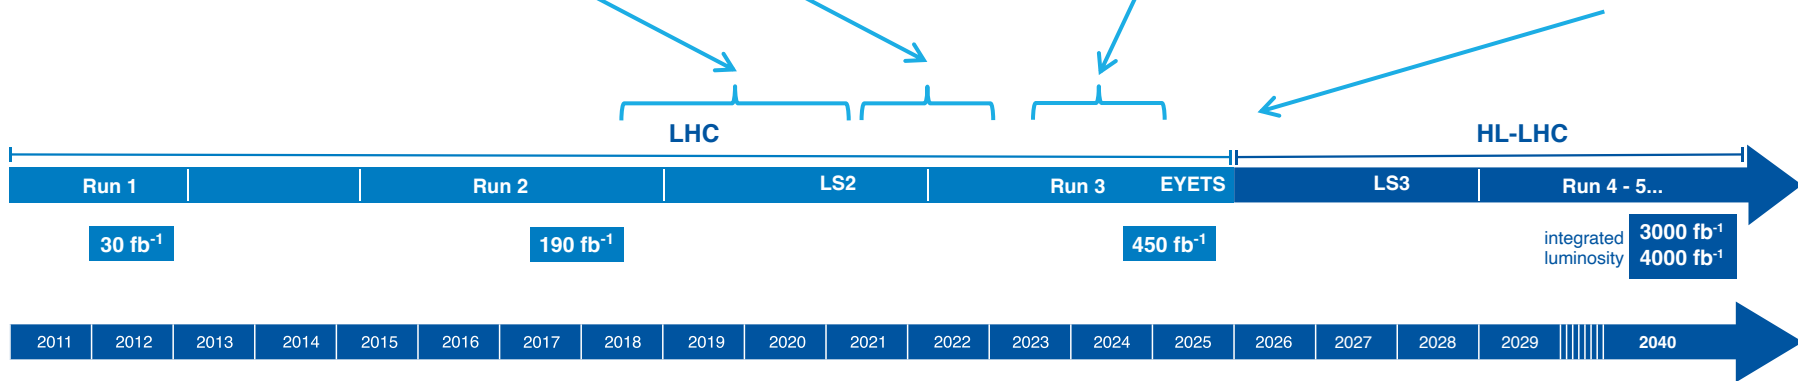 LHC
HL-LHC
Run 1
Run 2
LS2
Run 3
EYETS
LS3
Run 4 - 5...
30 fb⁻¹
190 fb⁻¹
450 fb⁻¹
integrated
luminosity
3000 fb⁻¹
4000 fb⁻¹
2011 2012 2013 2014 2015 2016 2017 2018 2019 2020 2021 2022 2023 2024 2025 2026 2027 2028 2029 2040